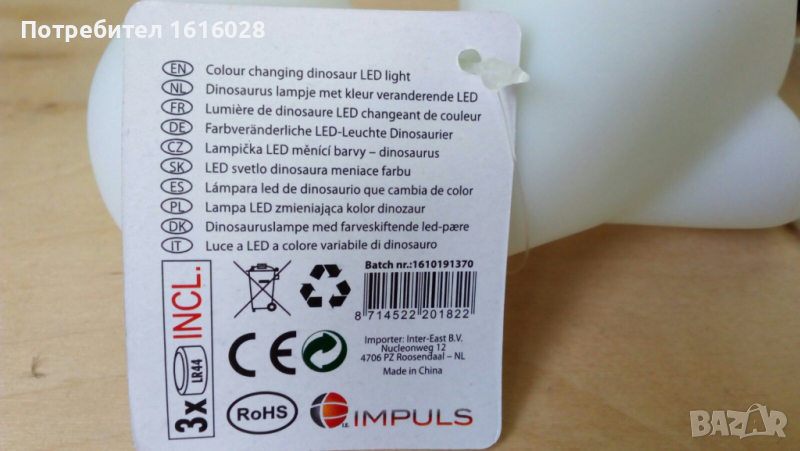 Потребител 1616028
EN Colour changing dinosaur LED light
NL Dinosaurus lampje met kleur veranderende LED
FR Lumière de dinosaure LED changeant de couleur
DE Farbveränderliche LED-Leuchte Dinosaurier
CZ Lampička LED měnící barvy – dinosaurus
SK LED svetlo dinosaura meniace farbu
ES Lámpara led de dinosaurio que cambia de color
PL Lampa LED zmieniająca kolor dinozaur
DK Dinosauruslampe med farveskiftende led-pære
IT Luce a LED a colore variabile di dinosauro
3x LR44 INCL.
Batch nr.:1610191370
8 714522 201822
Importer: Inter-East B.V.
Nucleonweg 12
4706 PZ Roosendaal – NL
Made in China
CE
RoHS
I.E. IMPULS
BAZAR